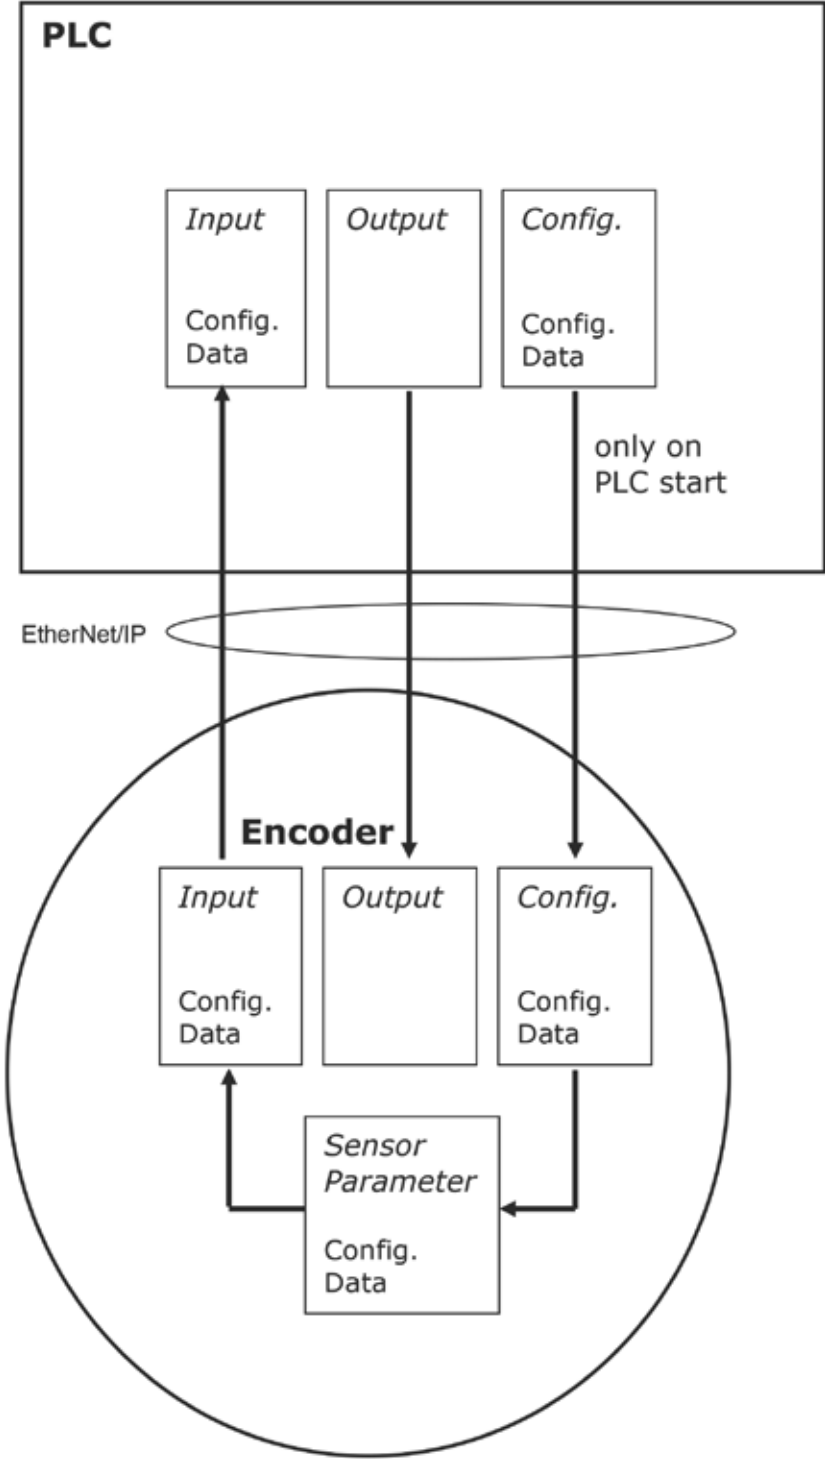 PLC
Input
Config.
Data
Output
Config.
Config.
Data
only on
PLC start
EtherNet/IP
Encoder
Input
Config.
Data
Output
Config.
Config.
Data
Sensor
Parameter
Config.
Data